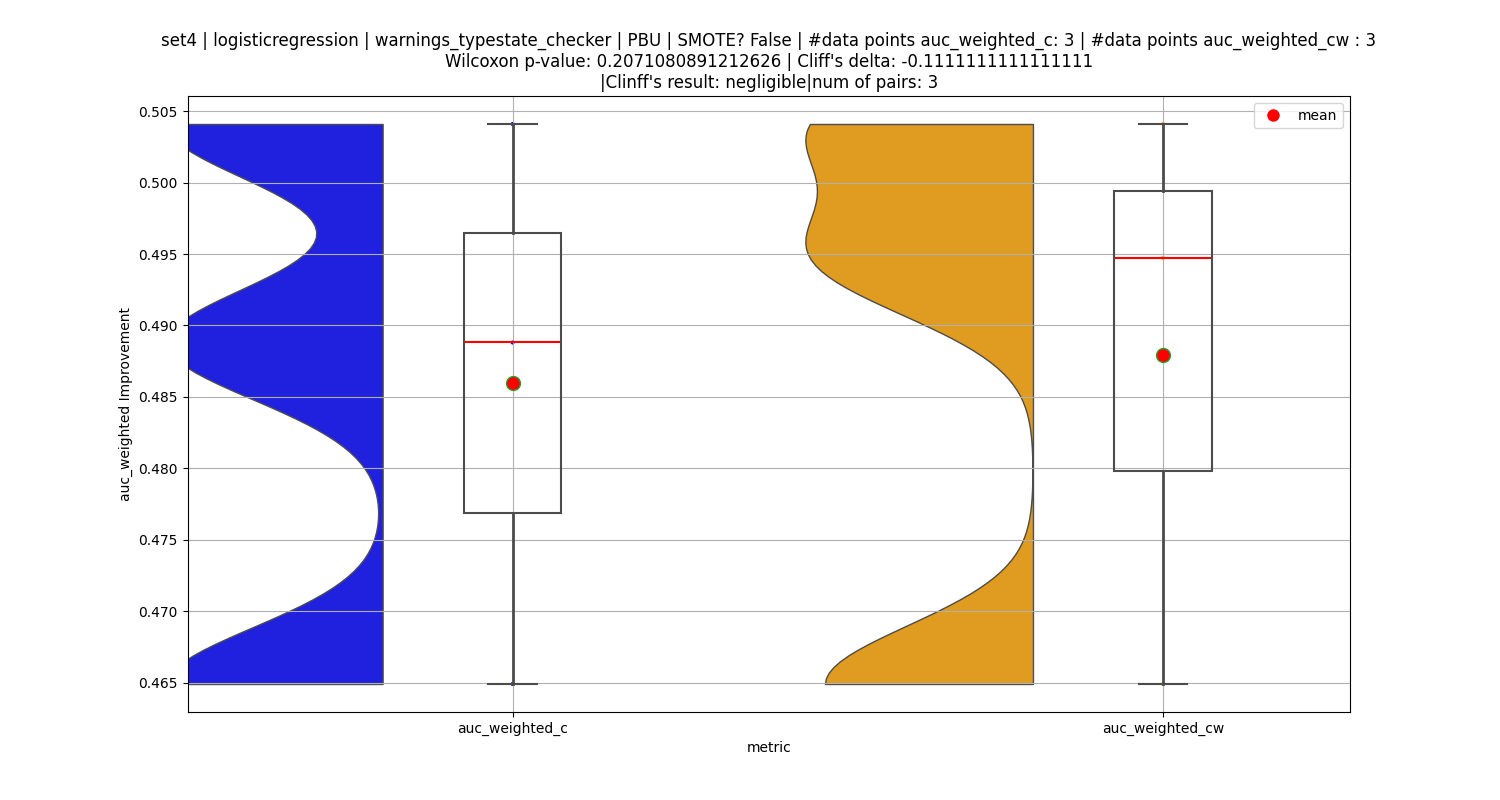 set4 | logisticregression | warnings_typestate_checker | PBU | SMOTE? False | #data points auc_weighted_c: 3 | #data points auc_weighted_cw : 3
Wilcoxon p-value: 0.2071080891212626 | Cliff's delta: -0.1111111111111111
|Clinff's result: negligible|num of pairs: 3
mean
0.505
0.500
0.495
0.490
0.485
0.480
0.475
0.470
0.465
auc_weighted Improvement
auc_weighted_c
auc_weighted_cw
metric